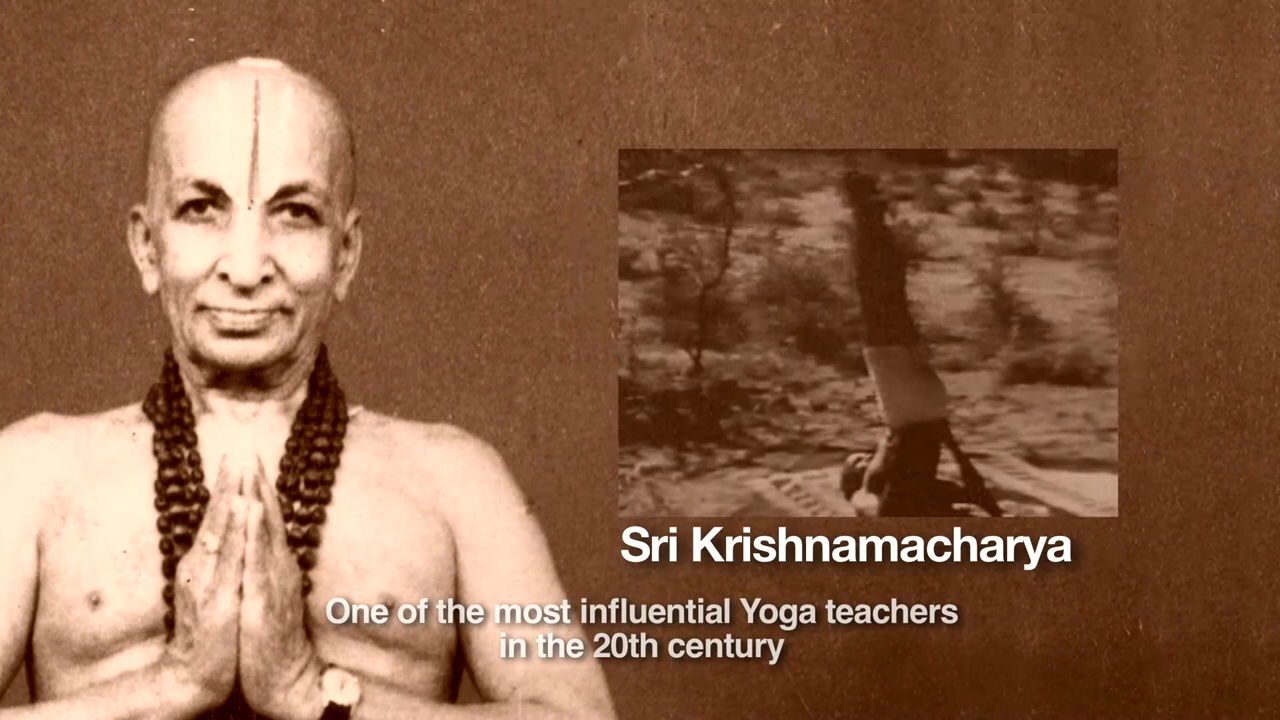 Sri Krishnamacharya
One of the most influential Yoga teachers
in the 20th century